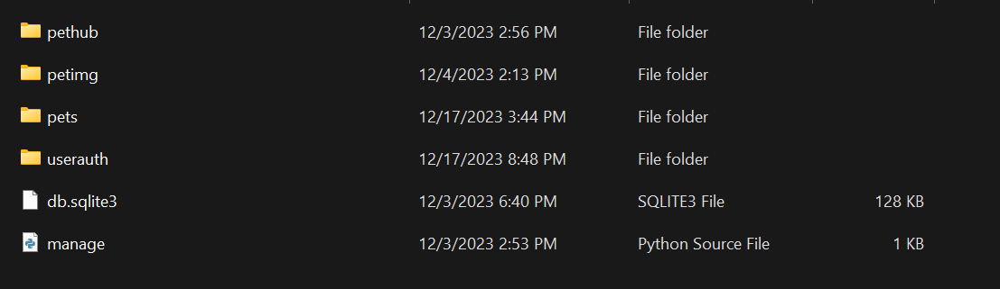 pethub 12/3/2023 2:56 PM File folder
petimg 12/4/2023 2:13 PM File folder
pets 12/17/2023 3:44 PM File folder
userauth 12/17/2023 8:48 PM File folder
db.sqlite3 12/3/2023 6:40 PM SQLITE3 File 128 KB
manage 12/3/2023 2:53 PM Python Source File 1 KB